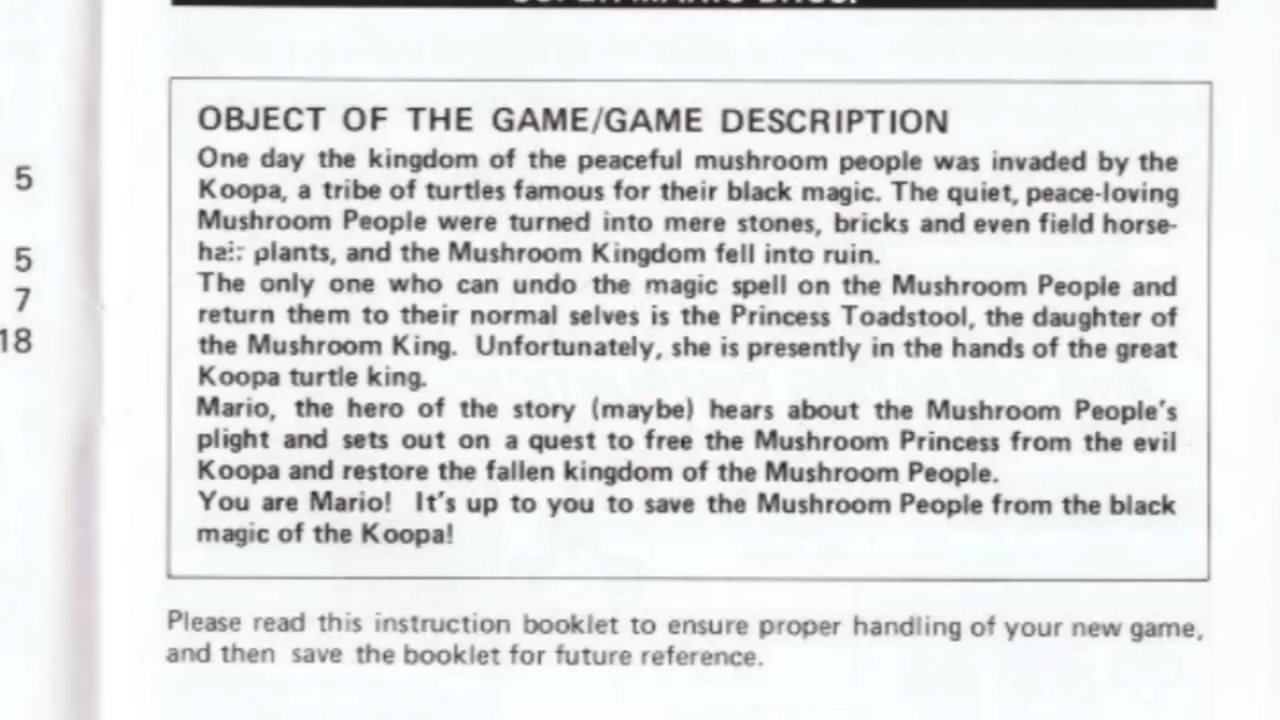 OBJECT OF THE GAME/GAME DESCRIPTION
One day the kingdom of the peaceful mushroom people was invaded by the
Koopa, a tribe of turtles famous for their black magic. The quiet, peace-loving
Mushroom People were turned into mere stones, bricks and even field horse-
hair plants, and the Mushroom Kingdom fell into ruin.
The only one who can undo the magic spell on the Mushroom People and
return them to their normal selves is the Princess Toadstool, the daughter of
the Mushroom King. Unfortunately, she is presently in the hands of the great
Koopa turtle king.
Mario, the hero of the story (maybe) hears about the Mushroom People's
plight and sets out on a quest to free the Mushroom Princess from the evil
Koopa and restore the fallen kingdom of the Mushroom People.
You are Mario! It's up to you to save the Mushroom People from the black
magic of the Koopa!
Please read this instruction booklet to ensure proper handling of your new game,
and then save the booklet for future reference.
5
5
7
18